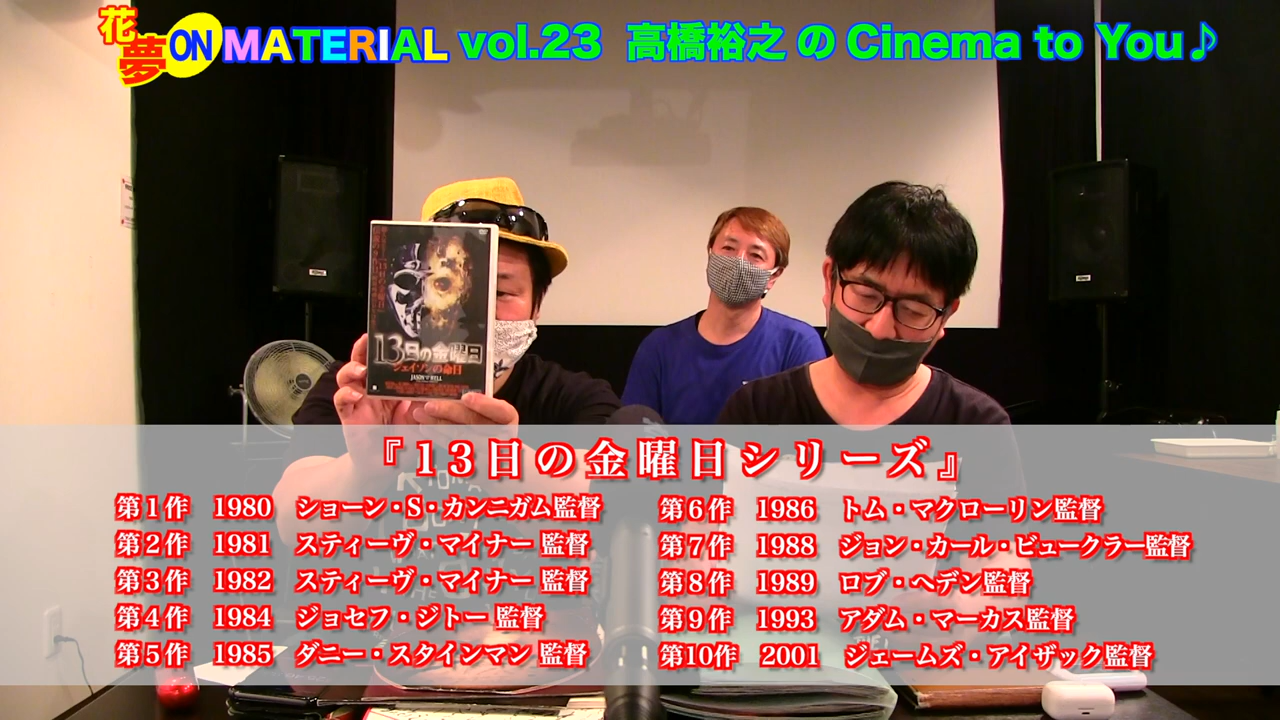 花夢ON MATERIAL vol.23 高橋裕之のCinema to You♪
13日の金曜日
ジェイソンの命日
『13日の金曜日シリーズ』
第1作 1980 ショーン・S・カンニガム監督
第2作 1981 スティーヴ・マイナー 監督
第3作 1982 スティーヴ・マイナー 監督
第4作 1984 ジョセフ・ジトー 監督
第5作 1985 ダニー・スタインマン 監督
第6作 1986 トム・マクローリン監督
第7作 1988 ジョン・カール・ビュークラー監督
第8作 1989 ロブ・ヘデン監督
第9作 1993 アダム・マーカス監督
第10作 2001 ジェームズ・アイザック監督